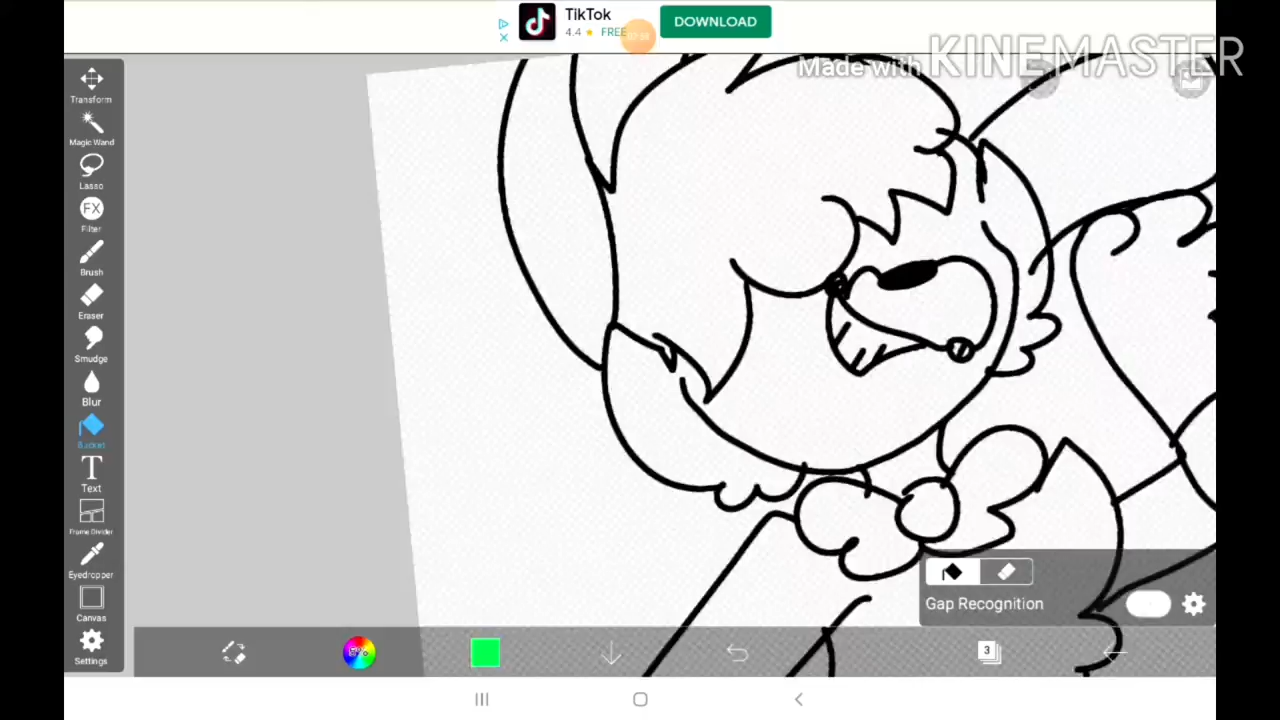 TikTok
4.4 ★ FREE
DOWNLOAD
Made with KINEMASTER
Transform
Magic Wand
Lasso
FX
Filter
Brush
Eraser
Smudge
Blur
Bucket
T
Text
Frame Divider
Eyedropper
Canvas
Settings
Gap Recognition
3